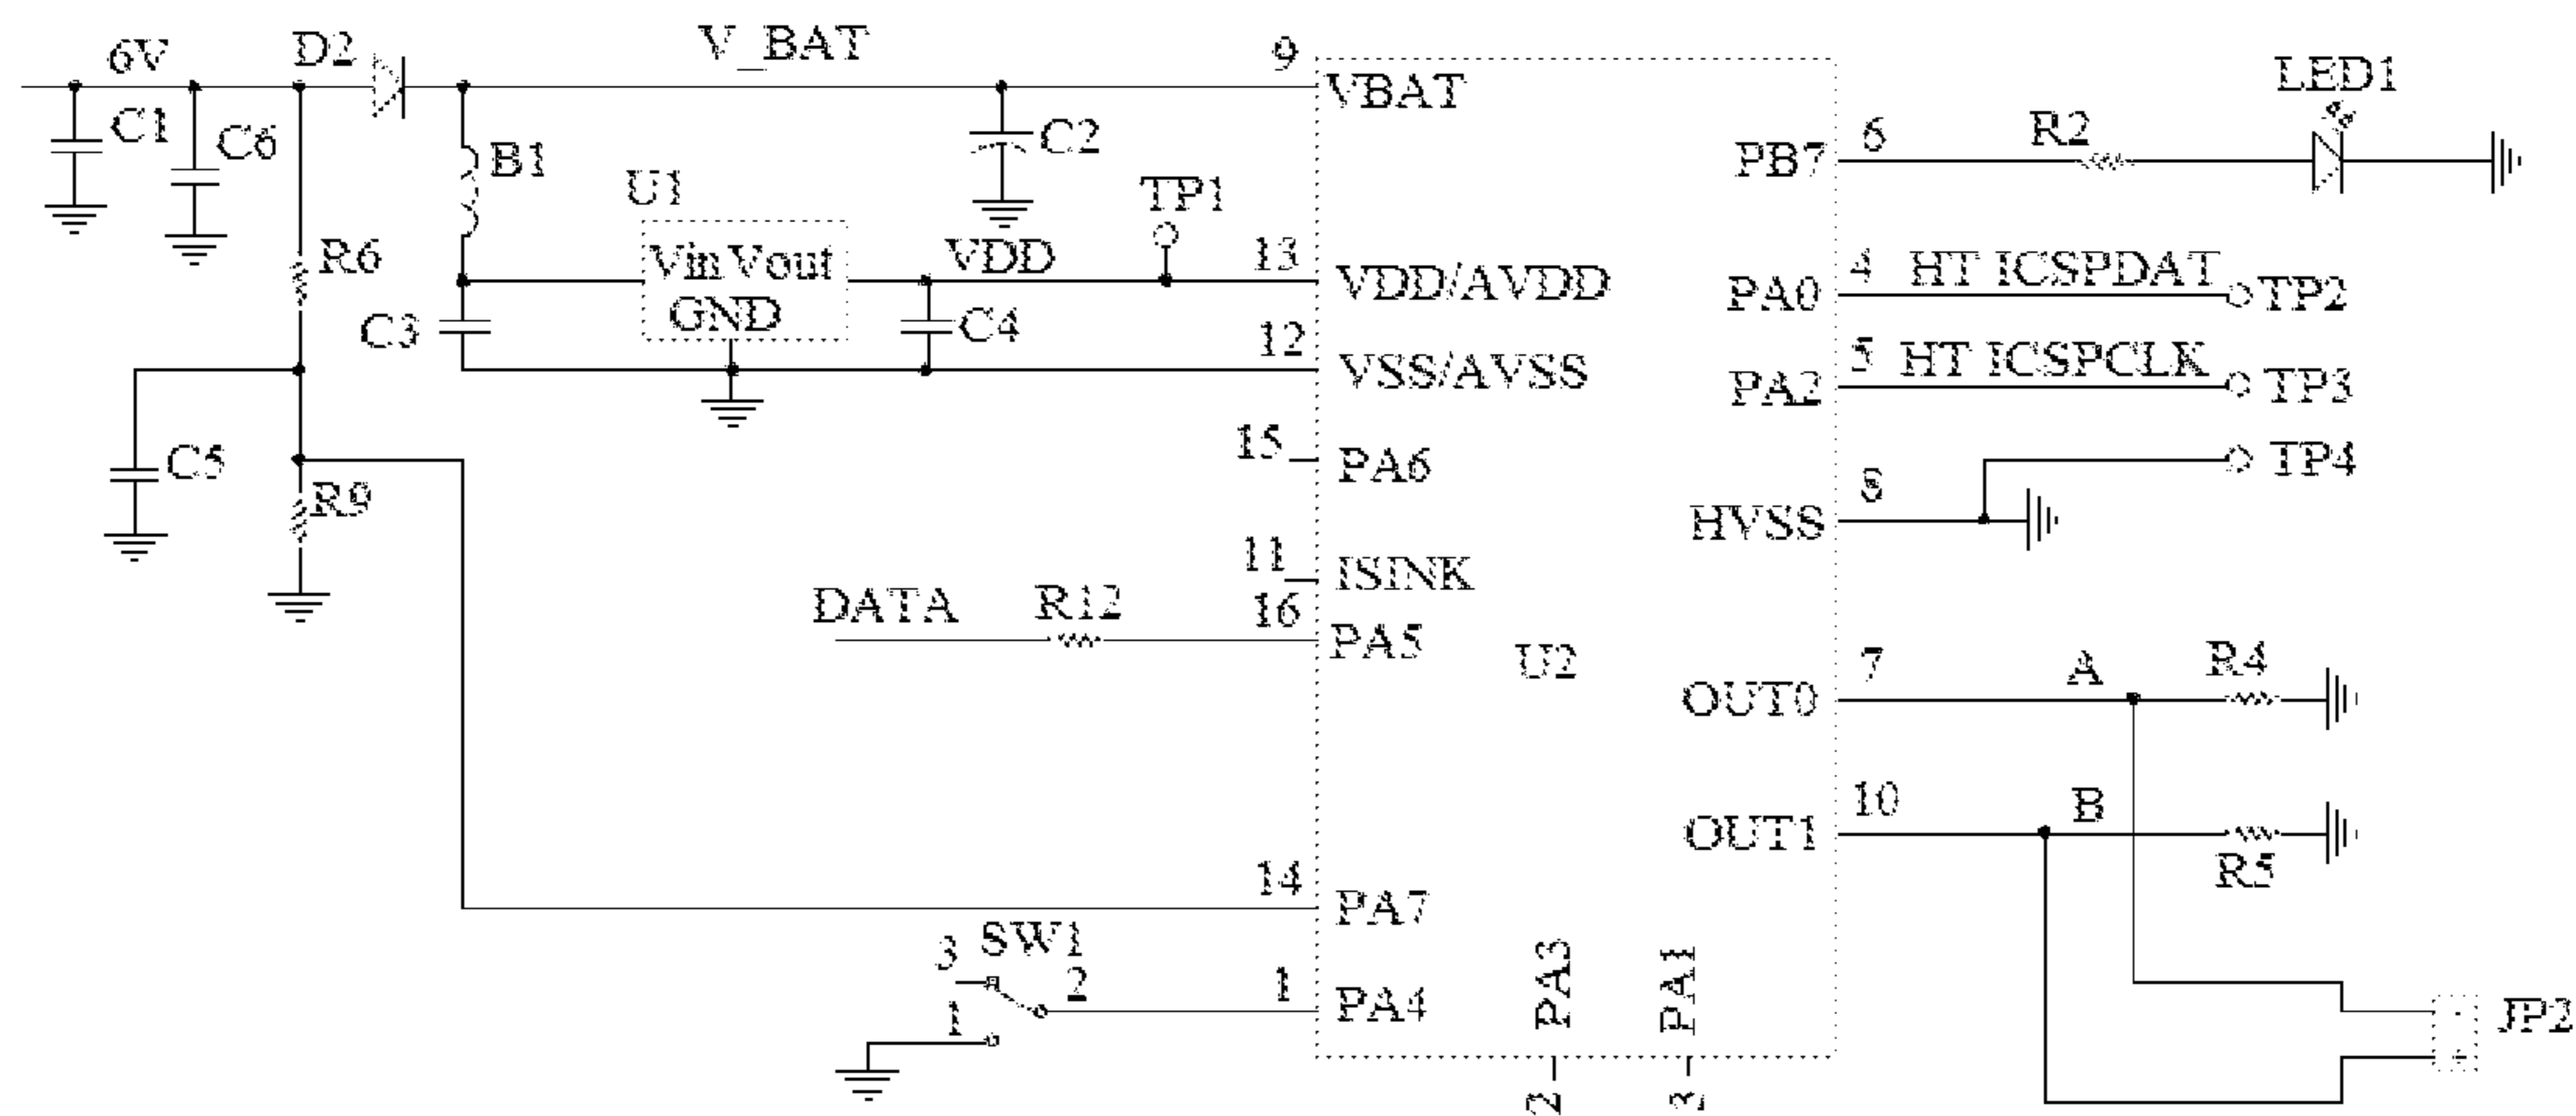 6V D2 V_BAT 9
VBAT
LED1
C1 C6 C2 R2
B1 PB7 6
U1 TP1
R6 Vin Vout VDD 13 VDD/AVDD PA0 4 HT ICSPDAT TP2
GND
C3 C4 12 VSS/AVSS 5 HT ICSPCLK
PA2 TP3
C5 15 PA6 TP4
R9 8
HVSS
11 ISINK
DATA R12 16 PA5
U2 7 A R4
OUT0
10 B
OUT1
R5
14 PA7
3 SW1
2 1 PA4 PA3 PA1 JP2
1
2 3